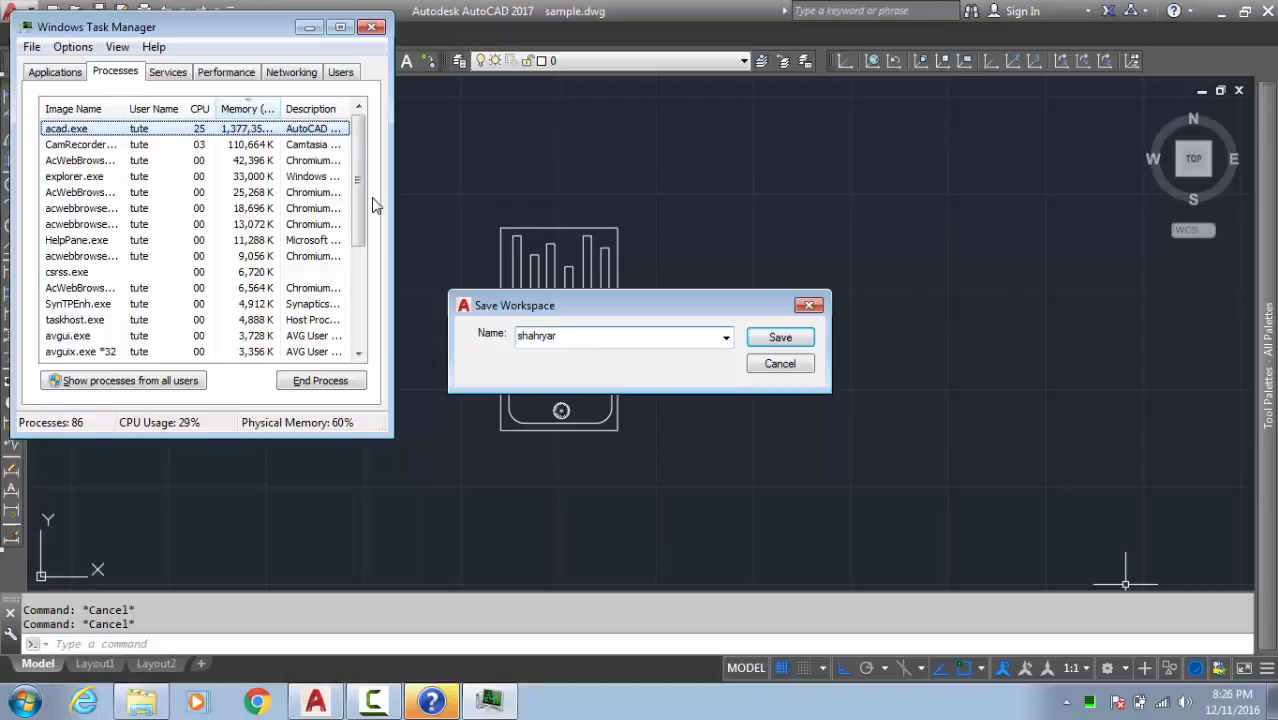 Autodesk AutoCAD 2017 sample.dwg
Type a keyword or phrase
Sign In
Windows Task Manager
File Options View Help
Applications Processes Services Performance Networking Users
Image Name User Name CPU Memory (... Description
acad.exe tute 25 1,377,35... AutoCAD ...
CamRecorder... tute 03 110,664 K Camtasia ...
AcWebBrows... tute 00 42,396 K Chromium...
explorer.exe tute 00 33,000 K Windows ...
AcWebBrows... tute 00 25,268 K Chromium...
acwebbrowse... tute 00 18,696 K Chromium...
acwebbrowse... tute 00 13,072 K Chromium...
HelpPane.exe tute 00 11,288 K Microsoft ...
acwebbrowse... tute 00 9,056 K Chromium...
csrss.exe 00 6,720 K
AcWebBrows... tute 00 6,564 K Chromium...
SynTPEnh.exe tute 00 4,912 K Synaptics...
taskhost.exe tute 00 4,888 K Host Proc...
avgui.exe tute 00 3,728 K AVG User ...
avguix.exe *32 tute 00 3,356 K AVG User ...
Show processes from all users End Process
Processes: 86 CPU Usage: 29% Physical Memory: 60%
A 0
N
W TOP E
S
WCS
Save Workspace
Name: shahryar Save
Cancel
Tool Palettes - All Palettes
Y
X
Command: *Cancel*
Command: *Cancel*
Type a command
Model Layout1 Layout2 +
MODEL 1:1
8:26 PM
12/11/2016